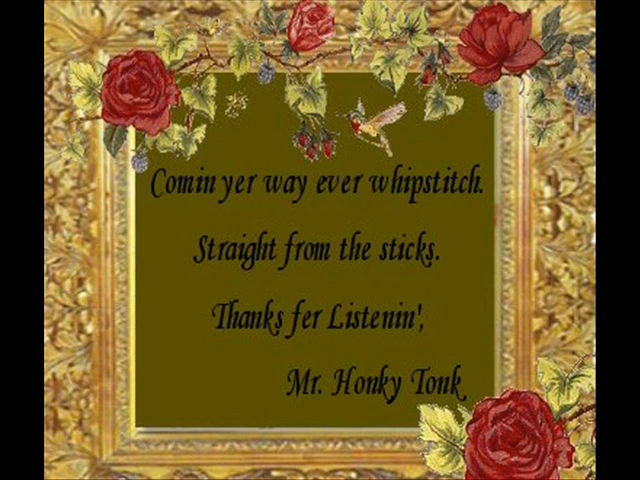 Comin yer way ever whipstitch.
Straight from the sticks.
Thanks fer Listenin',
Mr. Honky Tonk